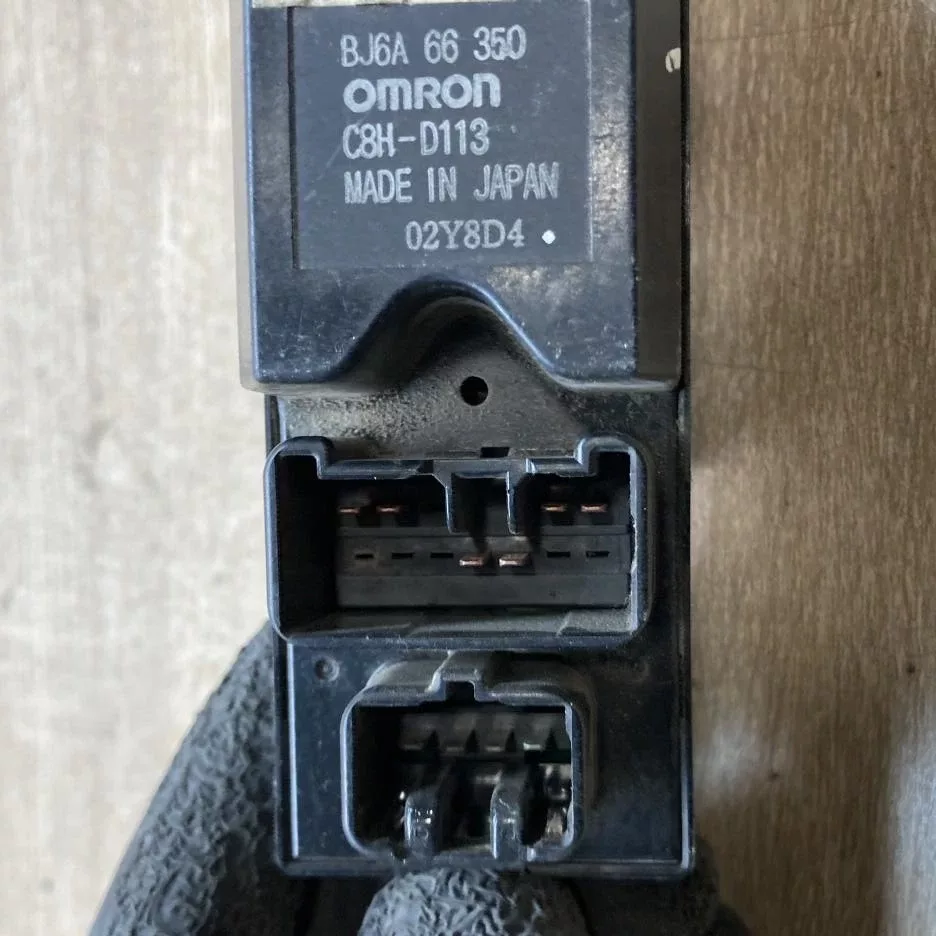 BJ6A 66 350
OMRON
C8H-D113
MADE IN JAPAN
02Y8D4